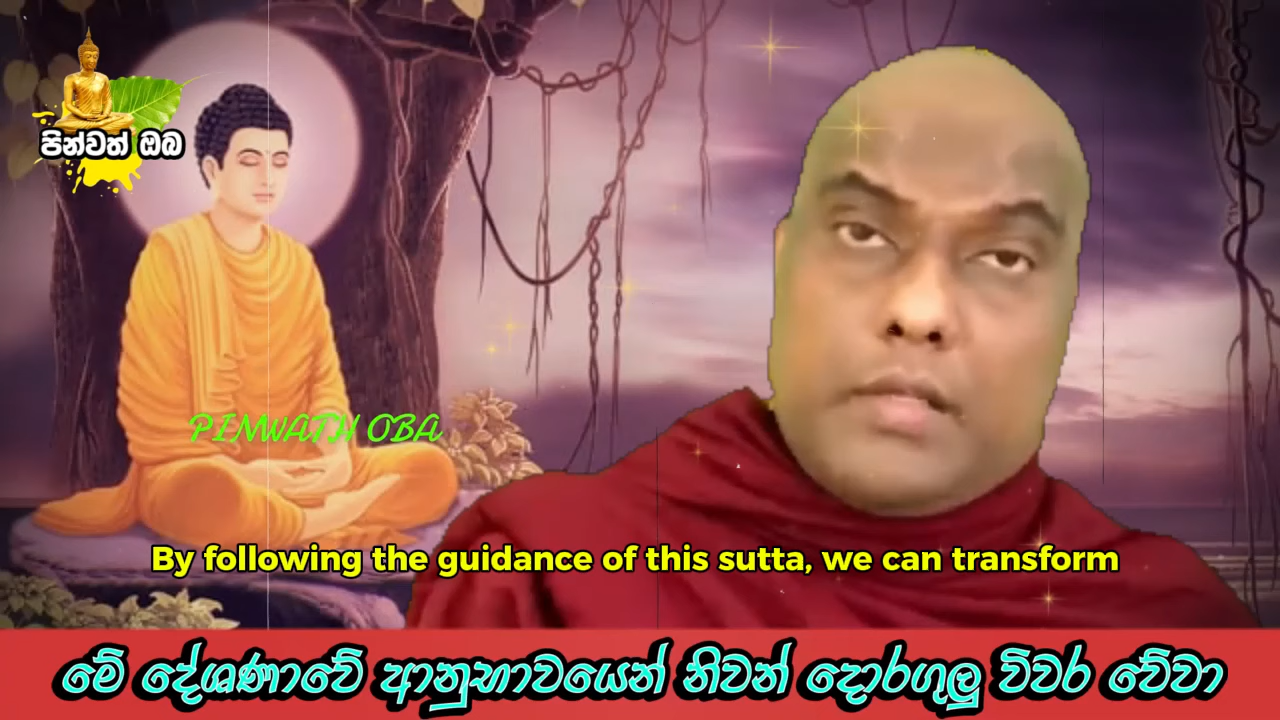 පින්වත් ඔබ
PINWATH OBA
By following the guidance of this sutta, we can transform
මේ දේශණාවේ ආනුභාවයෙන් නිවන් දොරගුලු විවර වේවා